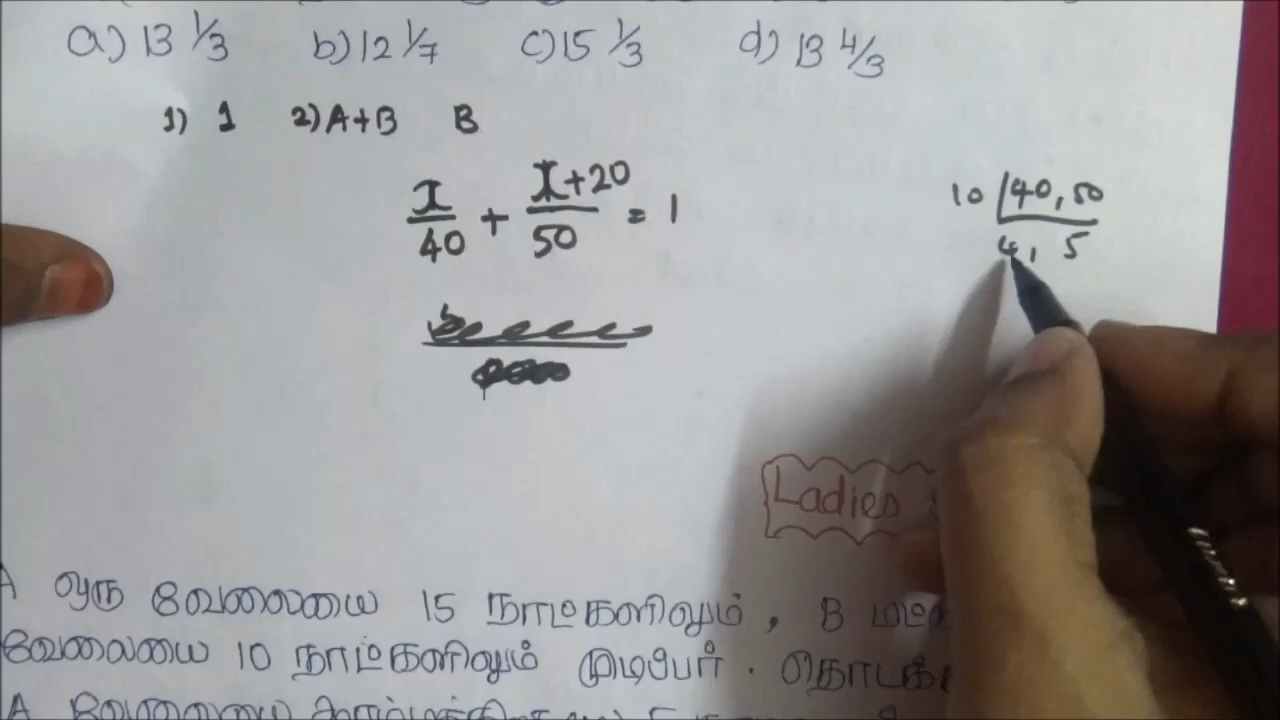 a) 13 1/3 b) 12 1/7 c) 15 1/3 d) 13 4/3
1) 1 2) A+B B
x/40 + x+20/50 = 1
10 40, 50
4, 5
Ladies
A ஒரு வேலையை 15 நாட்களிலும், B
வேலையை 10 நாட்களிலும் முடிப்பர்.
A வேலையை